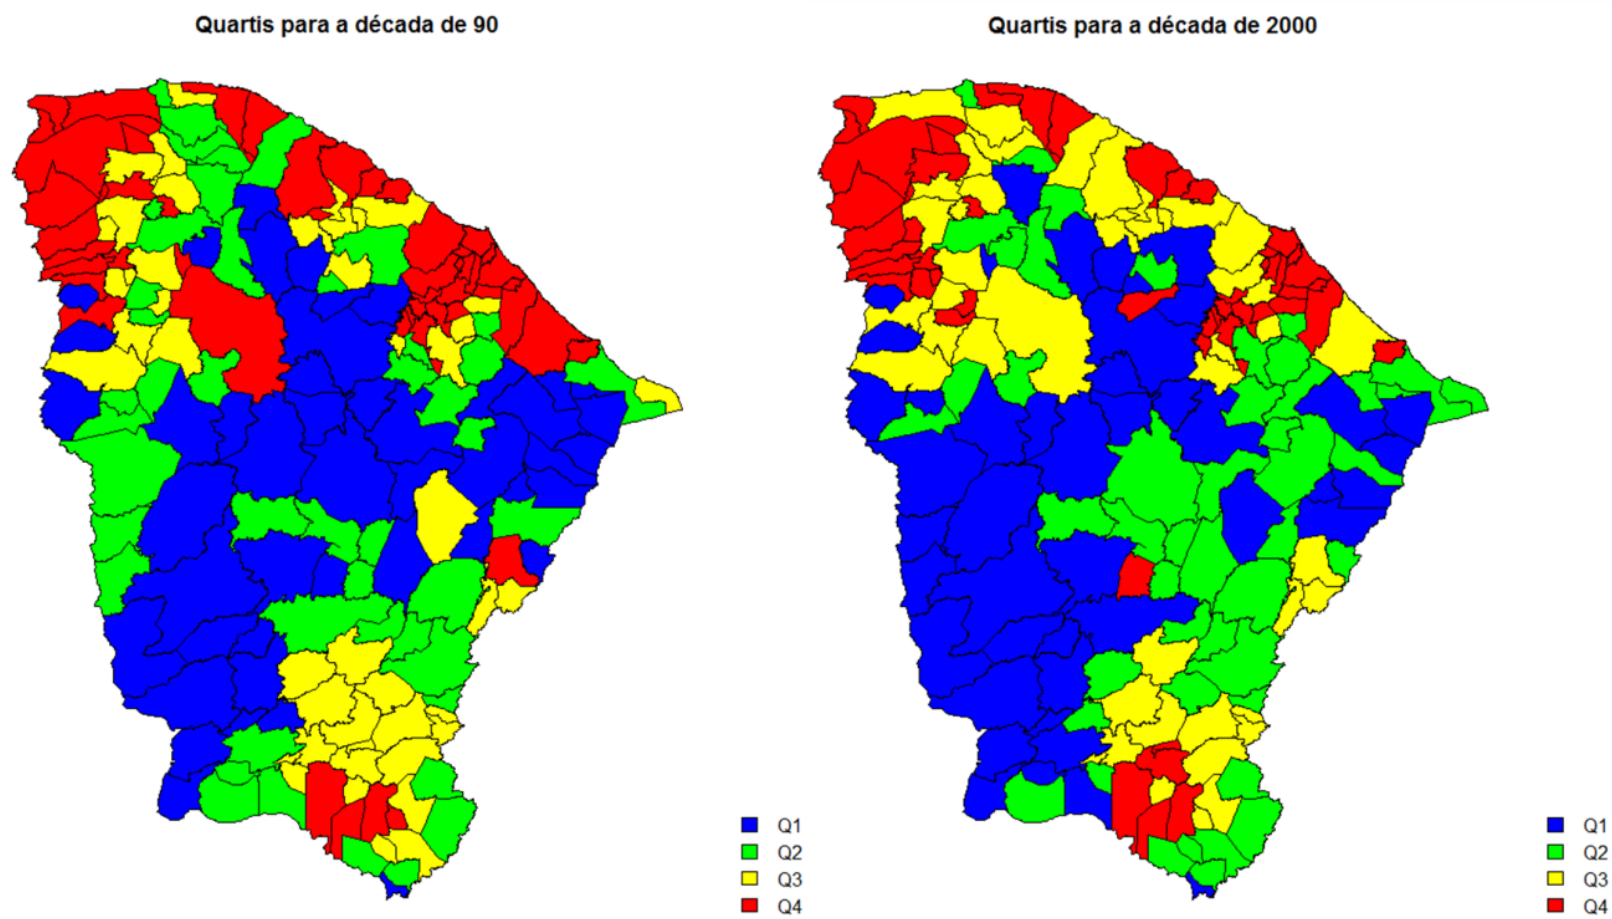 Quartis para a década de 90
Quartis para a década de 2000
Q1
Q2
Q3
Q4
Q1
Q2
Q3
Q4